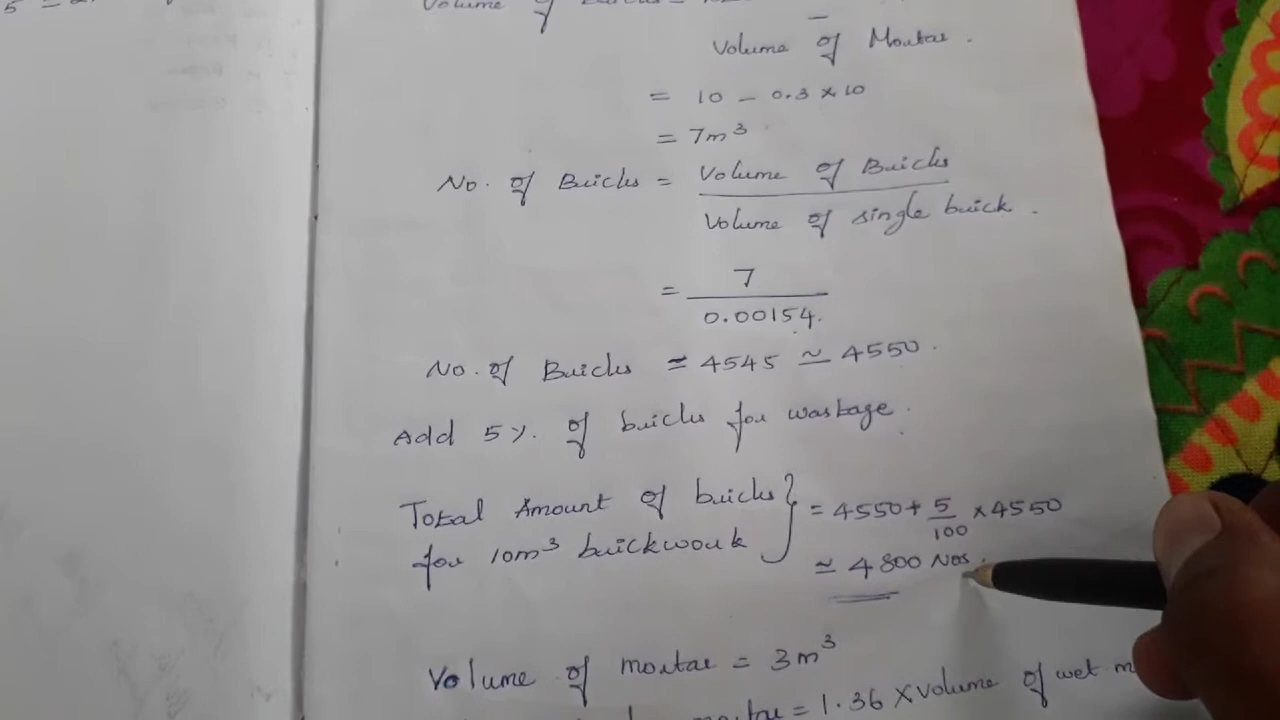 Volume of
Volume of Mortar.
= 10 - 0.3 × 10
= 7m³
No. of Bricks = Volume of Bricks
Volume of single brick.
= 7
0.00154.
No. of Bricks ≃ 4545 ≃ 4550.
Add 5%. of bricks for wastage.
Total Amount of bricks } = 4550 + 5/100 × 4550
for 10m³ brickwork
≃ 4800 Nos.
Volume of mortar = 3m³
= 1.36 × volume of wet